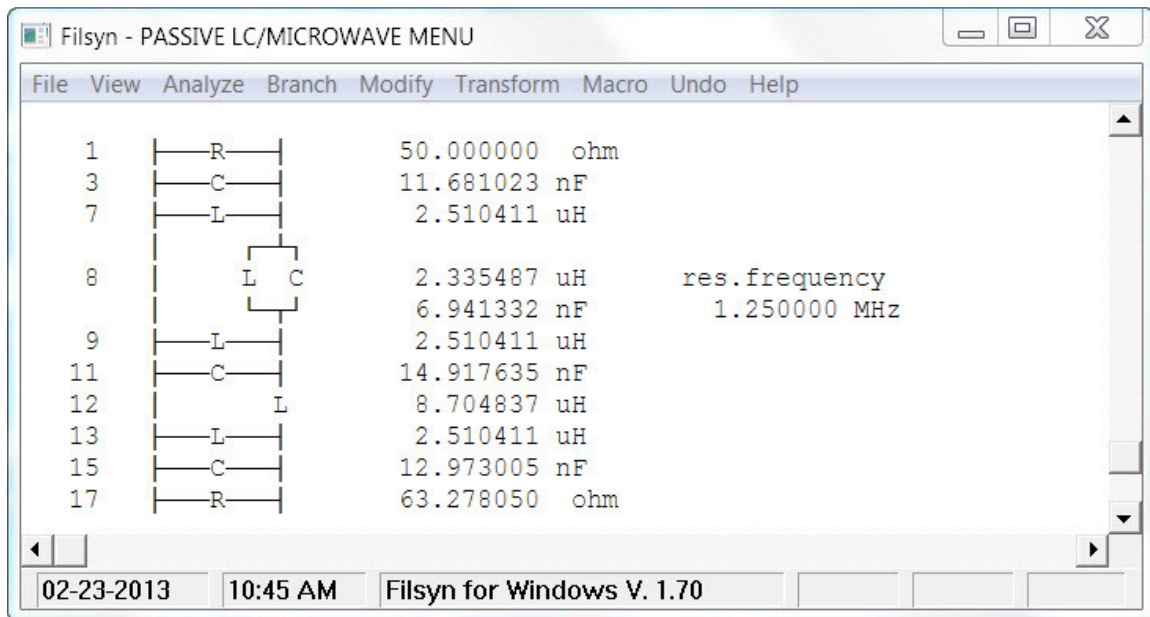 Filsyn - PASSIVE LC/MICROWAVE MENU
File View Analyze Branch Modify Transform Macro Undo Help
1 R 50.000000 ohm
3 C 11.681023 nF
7 L 2.510411 uH
8 L C 2.335487 uH res.frequency
6.941332 nF 1.250000 MHz
9 L 2.510411 uH
11 C 14.917635 nF
12 L 8.704837 uH
13 L 2.510411 uH
15 C 12.973005 nF
17 R 63.278050 ohm
02-23-2013 10:45 AM Filsyn for Windows V. 1.70